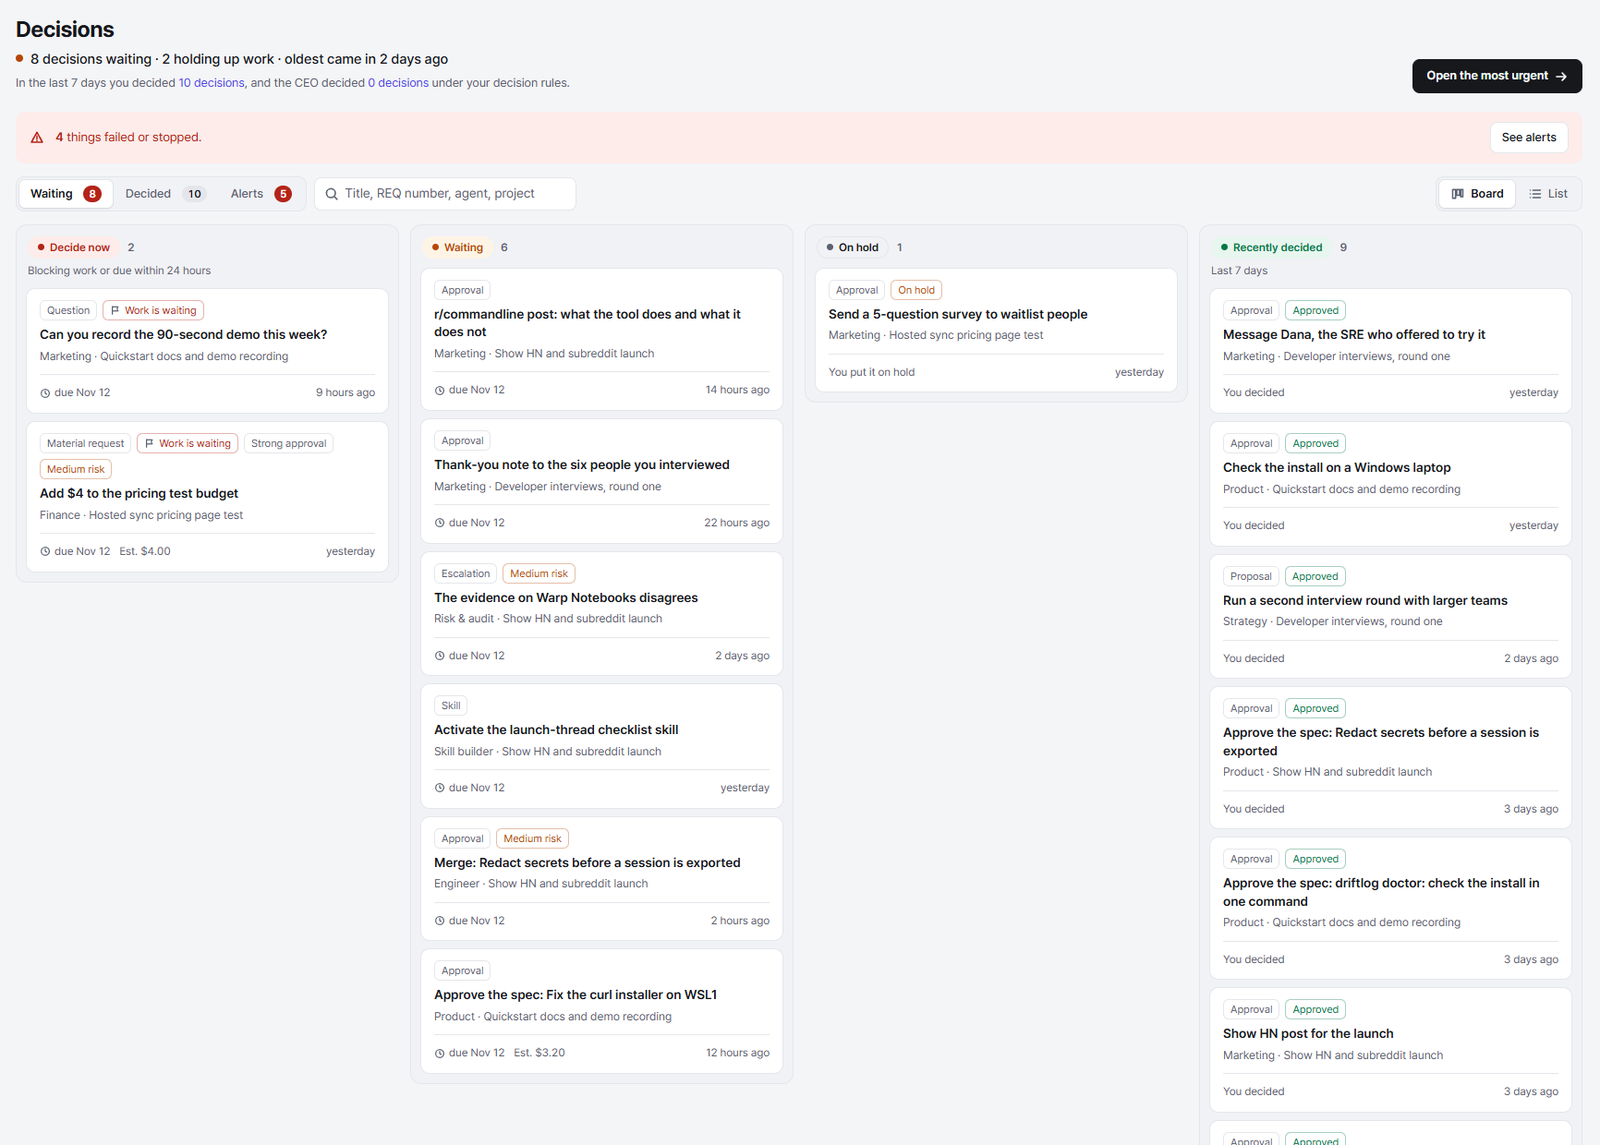 Decisions
8 decisions waiting · 2 holding up work · oldest came in 2 days ago
In the last 7 days you decided 10 decisions, and the CEO decided 0 decisions under your decision rules.
Open the most urgent →
4 things failed or stopped.
See alerts
Waiting 8
Decided 10
Alerts 5
Title, REQ number, agent, project
Board
List
Decide now 2
Blocking work or due within 24 hours
Question
Work is waiting
Can you record the 90-second demo this week?
Marketing · Quickstart docs and demo recording
due Nov 12
9 hours ago
Material request
Work is waiting
Strong approval
Medium risk
Add $4 to the pricing test budget
Finance · Hosted sync pricing page test
due Nov 12 Est. $4.00
yesterday
Waiting 6
Approval
r/commandline post: what the tool does and what it
does not
Marketing · Show HN and subreddit launch
due Nov 12
14 hours ago
Approval
Thank-you note to the six people you interviewed
Marketing · Developer interviews, round one
due Nov 12
22 hours ago
Escalation
Medium risk
The evidence on Warp Notebooks disagrees
Risk & audit · Show HN and subreddit launch
due Nov 12
2 days ago
Skill
Activate the launch-thread checklist skill
Skill builder · Show HN and subreddit launch
due Nov 12
yesterday
Approval
Medium risk
Merge: Redact secrets before a session is exported
Engineer · Show HN and subreddit launch
due Nov 12
2 hours ago
Approval
Approve the spec: Fix the curl installer on WSL1
Product · Quickstart docs and demo recording
due Nov 12 Est. $3.20
12 hours ago
On hold 1
Approval
On hold
Send a 5-question survey to waitlist people
Marketing · Hosted sync pricing page test
You put it on hold
yesterday
Recently decided 9
Last 7 days
Approval
Approved
Message Dana, the SRE who offered to try it
Marketing · Developer interviews, round one
You decided
yesterday
Approval
Approved
Check the install on a Windows laptop
Product · Quickstart docs and demo recording
You decided
yesterday
Proposal
Approved
Run a second interview round with larger teams
Strategy · Developer interviews, round one
You decided
2 days ago
Approval
Approved
Approve the spec: Redact secrets before a session is
exported
Product · Show HN and subreddit launch
You decided
3 days ago
Approval
Approved
Approve the spec: driftlog doctor: check the install in
one command
Product · Quickstart docs and demo recording
You decided
3 days ago
Approval
Approved
Show HN post for the launch
Marketing · Show HN and subreddit launch
You decided
3 days ago
Approval
Approved